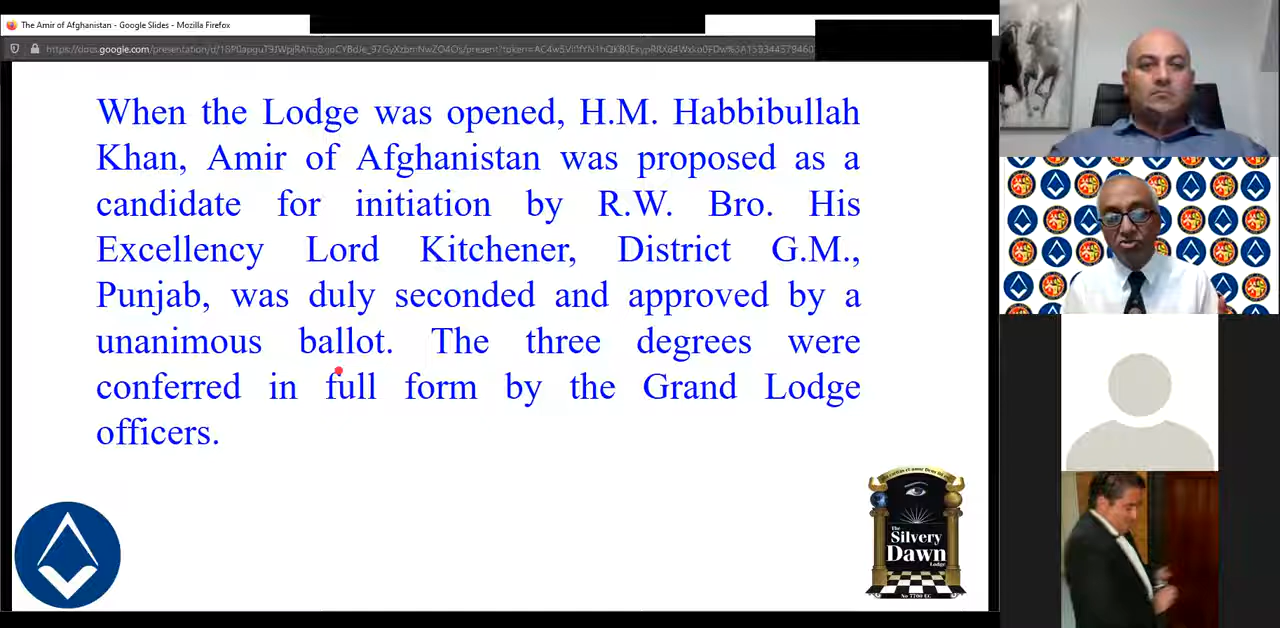 The Amir of Afghanistan - Google Slides - Mozilla Firefox
When the Lodge was opened, H.M. Habbibullah
Khan, Amir of Afghanistan was proposed as a
candidate for initiation by R.W. Bro. His
Excellency Lord Kitchener, District G.M.,
Punjab, was duly seconded and approved by a
unanimous ballot. The three degrees were
conferred in full form by the Grand Lodge
officers.
The
Silvery
Dawn
Lodge
No 7700 EC